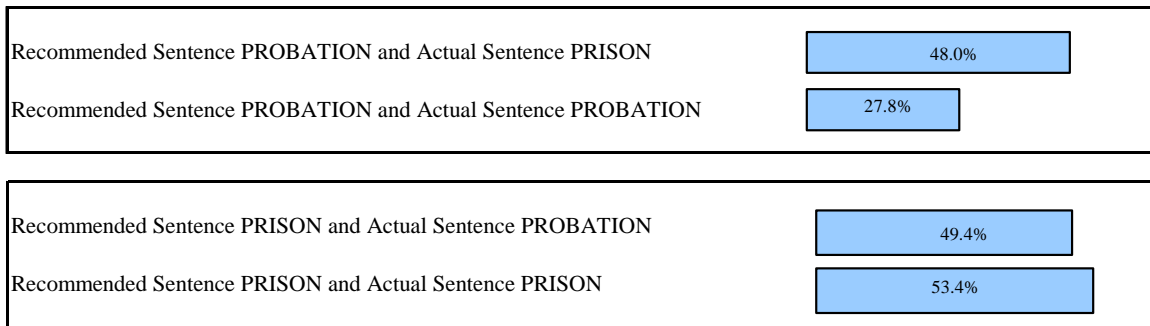 Recommended Sentence PROBATION and Actual Sentence PRISON 48.0%
Recommended Sentence PROBATION and Actual Sentence PROBATION 27.8%
Recommended Sentence PRISON and Actual Sentence PROBATION 49.4%
Recommended Sentence PRISON and Actual Sentence PRISON 53.4%